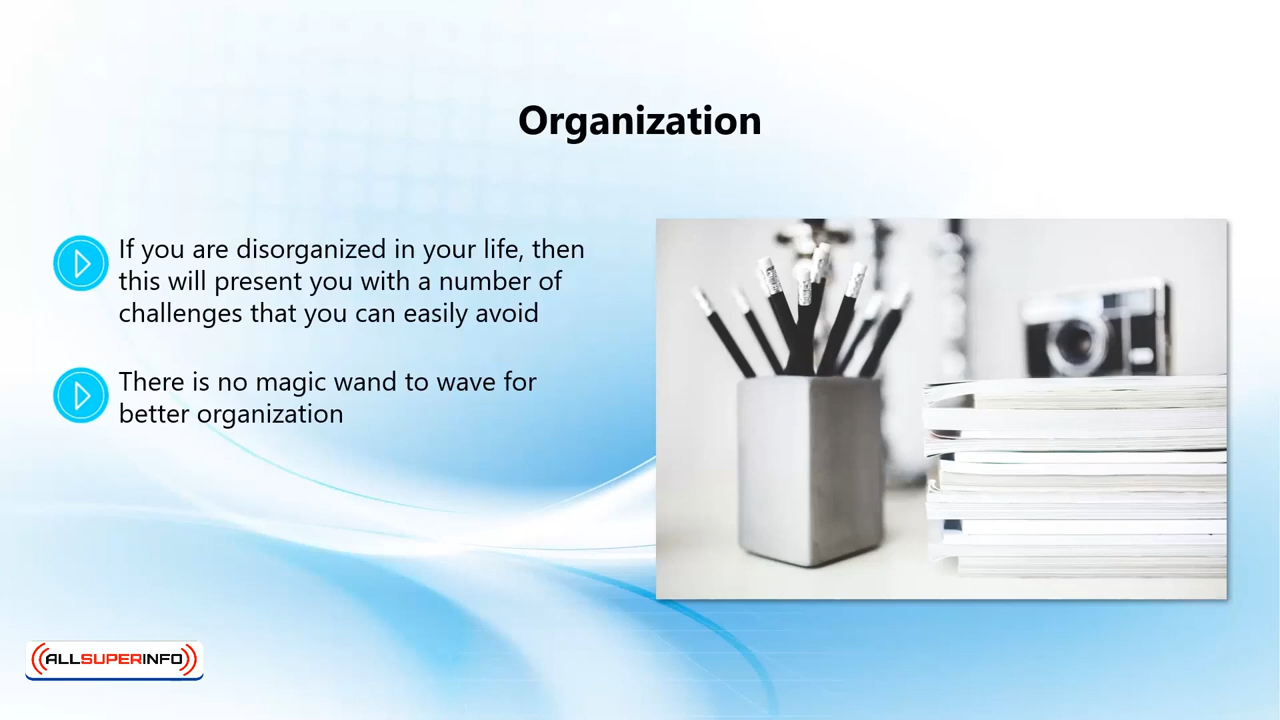 Organization
If you are disorganized in your life, then
this will present you with a number of
challenges that you can easily avoid
There is no magic wand to wave for
better organization
ALLSUPERINFO